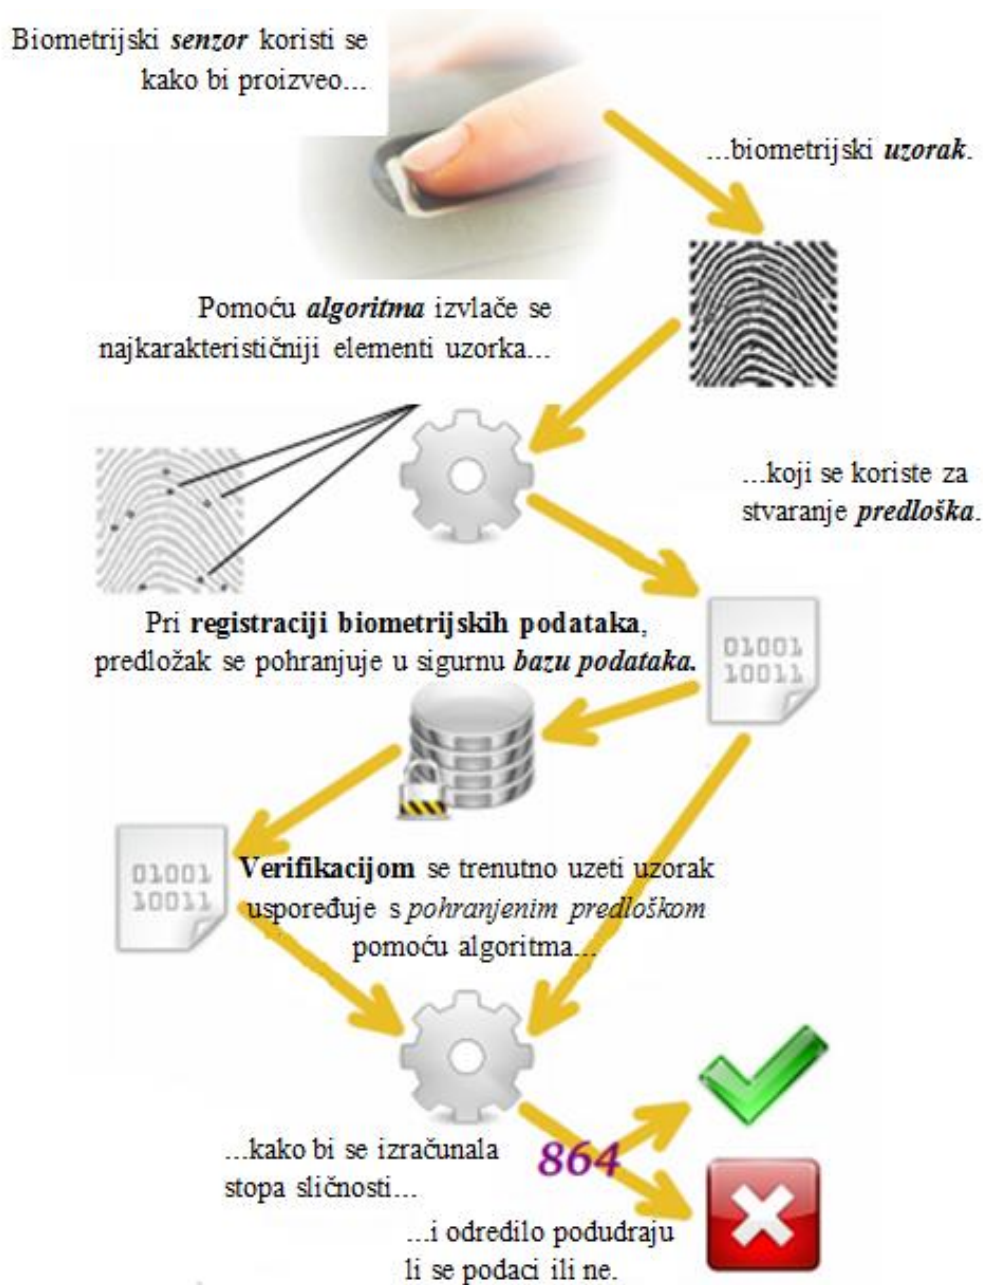 Biometrijski senzor koristi se
kako bi proizveo...
...biometrijski uzorak.
Pomoću algoritma izvlače se
najkarakterističniji elementi uzorka...
...koji se koriste za
stvaranje predloška.
Pri registraciji biometrijskih podataka,
predložak se pohranjuje u sigurnu bazu podataka.
01001
10011
01001
10011
Verifikacijom se trenutno uzeti uzorak
uspoređuje s pohranjenim predloškom
pomoću algoritma...
...kako bi se izračunala
stopa sličnosti...
864
...i odredilo podudraju
li se podaci ili ne.